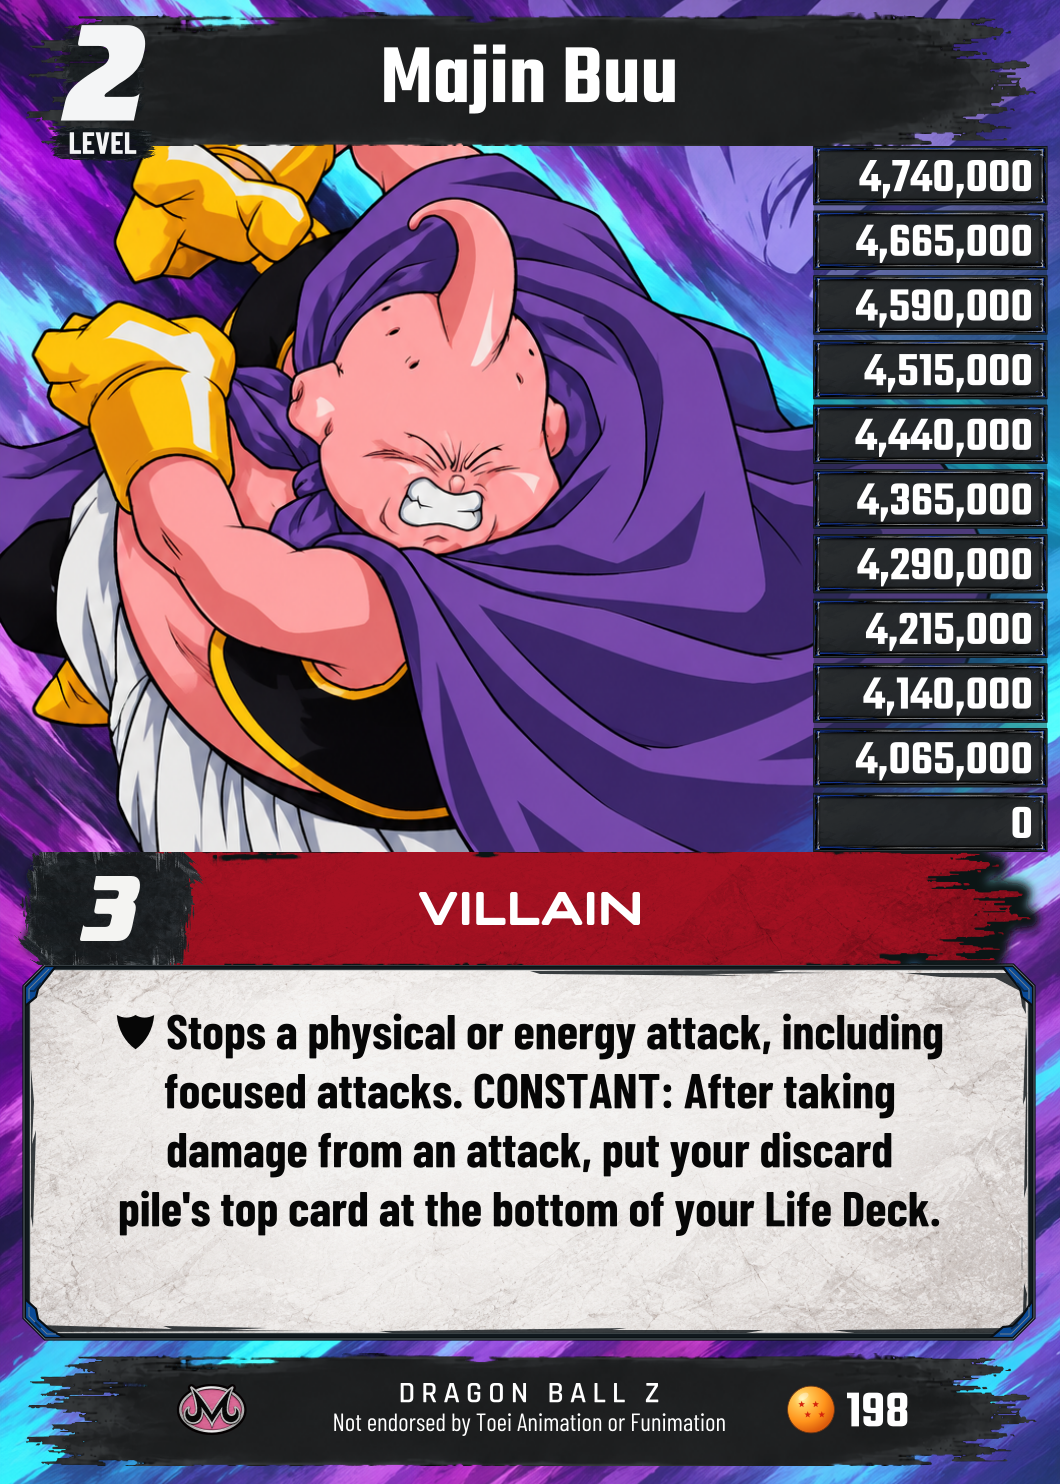 2
LEVEL
Majin Buu
4,740,000
4,665,000
4,590,000
4,515,000
4,440,000
4,365,000
4,290,000
4,215,000
4,140,000
4,065,000
0
3
VILLAIN
Stops a physical or energy attack, including
focused attacks. CONSTANT: After taking
damage from an attack, put your discard
pile's top card at the bottom of your Life Deck.
DRAGON BALL Z
Not endorsed by Toei Animation or Funimation
198